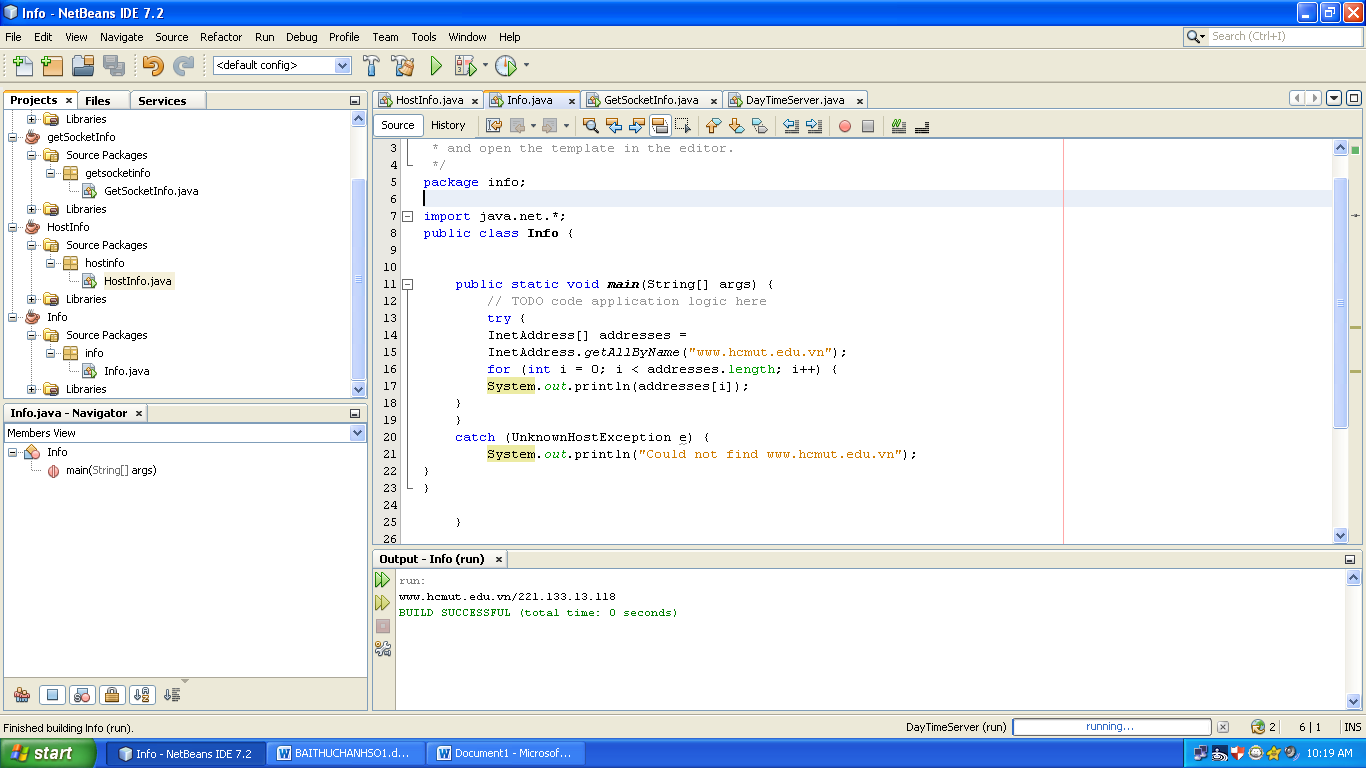 Info - NetBeans IDE 7.2
File Edit View Navigate Source Refactor Run Debug Profile Team Tools Window Help
Search (Ctrl+I)
<default config>
Projects Files Services
Libraries
getSocketInfo
Source Packages
getsocketinfo
GetSocketInfo.java
Libraries
HostInfo
Source Packages
hostinfo
HostInfo.java
Libraries
Info
Source Packages
info
Info.java
Libraries
Info.java - Navigator
Members View
Info
main(String[] args)
HostInfo.java Info.java GetSocketInfo.java DayTimeServer.java
Source History
3 * and open the template in the editor.
4 */
5 package info;
6
7 import java.net.*;
8 public class Info {
9
10
11 public static void main(String[] args) {
12 // TODO code application logic here
13 try {
14 InetAddress[] addresses =
15 InetAddress.getAllByName("www.hcmut.edu.vn");
16 for (int i = 0; i < addresses.length; i++) {
17 System.out.println(addresses[i]);
18 }
19 }
20 catch (UnknownHostException e) {
21 System.out.println("Could not find www.hcmut.edu.vn");
22 }
23 }
24
25 }
26
Output - Info (run)
run:
www.hcmut.edu.vn/221.133.13.118
BUILD SUCCESSFUL (total time: 0 seconds)
Finished building Info (run).
DayTimeServer (run) running... 2 6 | 1 INS
start
Info - NetBeans IDE 7.2
BAITHUCHANHSO1.d...
Document1 - Microsof...
10:19 AM